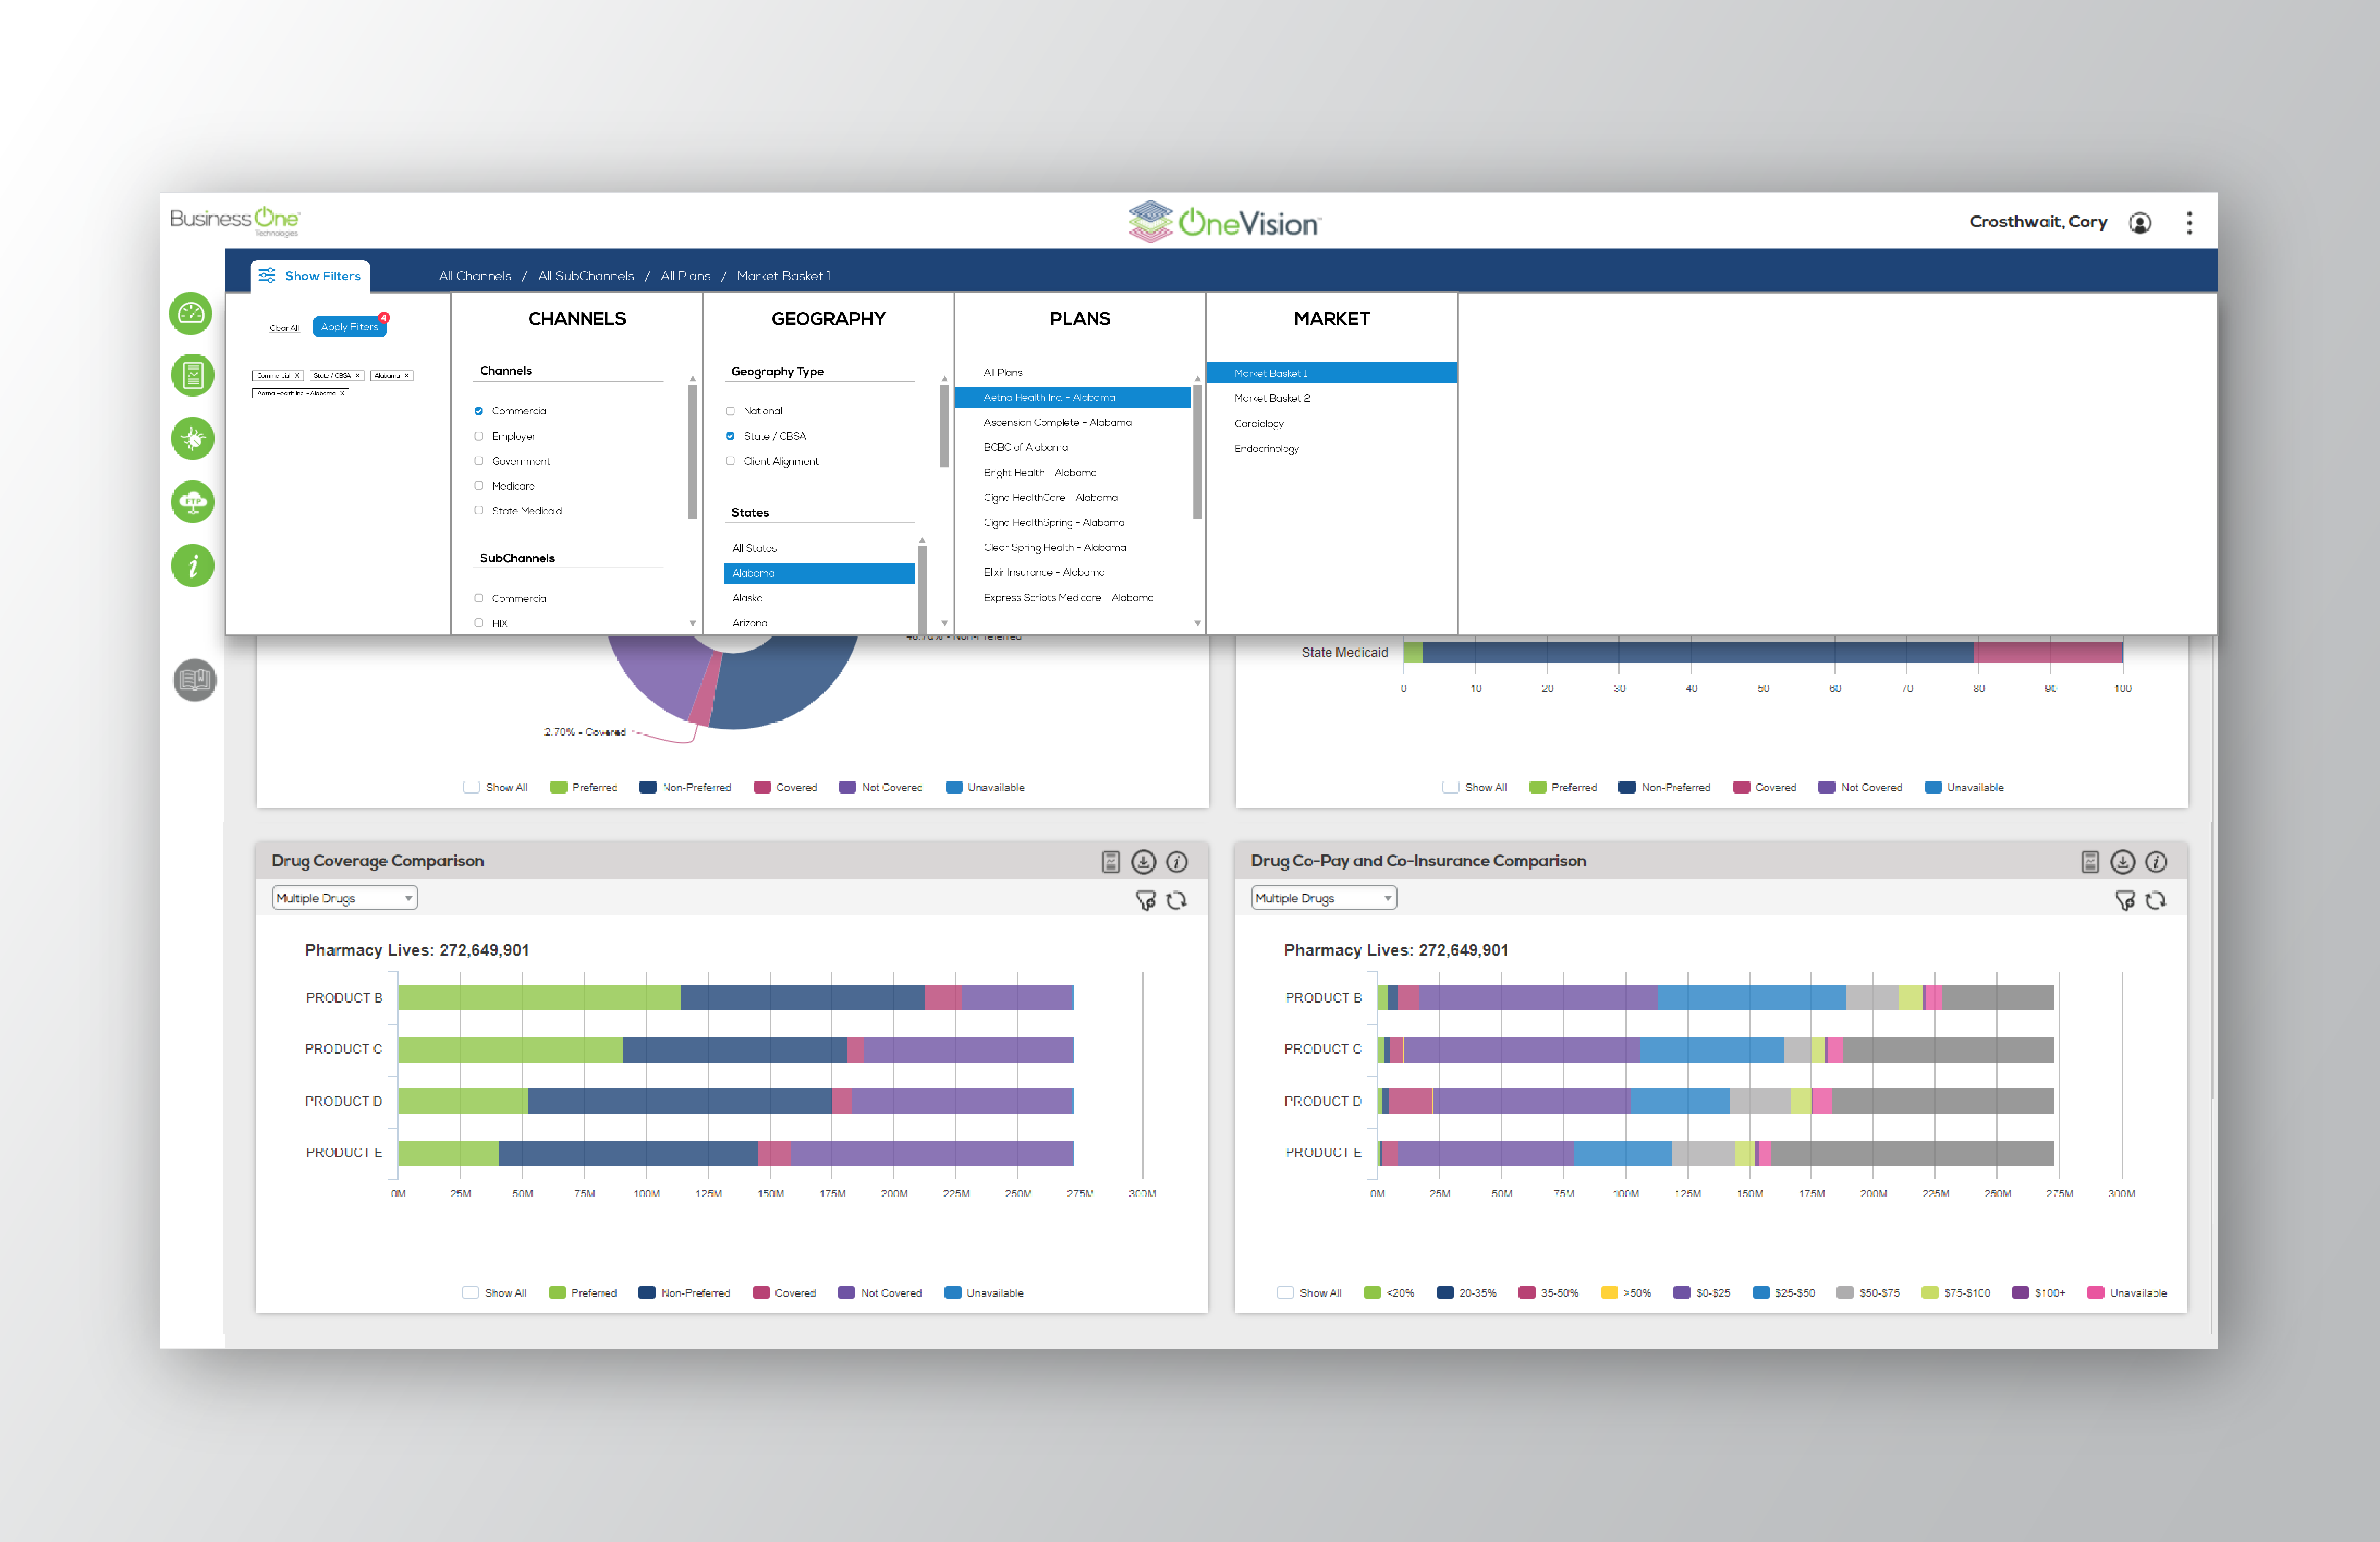 Business One
Technologies
OneVision
Crosthwait, Cory
Show Filters
All Channels / All SubChannels / All Plans / Market Basket 1
Clear All
Apply Filters
4
Commercial X
State / CBSA X
Alabama X
Aetna Health Inc. - Alabama X
CHANNELS
Channels
Commercial
Employer
Government
Medicare
State Medicaid
SubChannels
Commercial
HIX
GEOGRAPHY
Geography Type
National
State / CBSA
Client Alignment
States
All States
Alabama
Alaska
Arizona
PLANS
All Plans
Aetna Health Inc. - Alabama
Ascension Complete - Alabama
BCBC of Alabama
Bright Health - Alabama
Cigna HealthCare - Alabama
Cigna HealthSpring - Alabama
Clear Spring Health - Alabama
Elixir Insurance - Alabama
Express Scripts Medicare - Alabama
MARKET
Market Basket 1
Market Basket 2
Cardiology
Endocrinology
FTP
i
Non-Preferred
2.70% - Covered
Show All Preferred Non-Preferred Covered Not Covered Unavailable
State Medicaid
0 10 20 30 40 50 60 70 80 90 100
Show All Preferred Non-Preferred Covered Not Covered Unavailable
Drug Coverage Comparison
i
Multiple Drugs
Pharmacy Lives: 272,649,901
PRODUCT B
PRODUCT C
PRODUCT D
PRODUCT E
0M 25M 50M 75M 100M 125M 150M 175M 200M 225M 250M 275M 300M
Show All Preferred Non-Preferred Covered Not Covered Unavailable
Drug Co-Pay and Co-Insurance Comparison
i
Multiple Drugs
Pharmacy Lives: 272,649,901
PRODUCT B
PRODUCT C
PRODUCT D
PRODUCT E
0M 25M 50M 75M 100M 125M 150M 175M 200M 225M 250M 275M 300M
Show All <20% 20-35% 35-50% >50% $0-$25 $25-$50 $50-$75 $75-$100 $100+ Unavailable